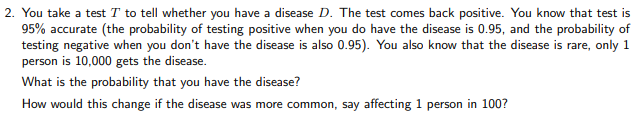 2. You take a test T to tell whether you have a disease D. The test comes back positive. You know that test is
95% accurate (the probability of testing positive when you do have the disease is 0.95, and the probability of
testing negative when you don't have the disease is also 0.95). You also know that the disease is rare, only 1
person is 10,000 gets the disease.
What is the probability that you have the disease?
How would this change if the disease was more common, say affecting 1 person in 100?